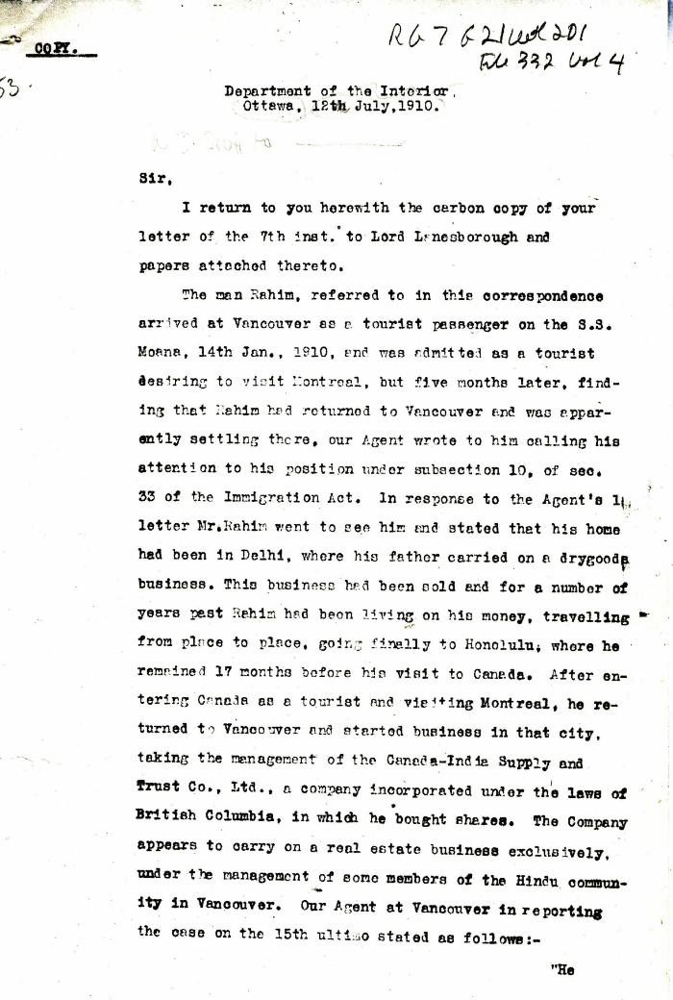 RG 7 G 21 vol 201
File 332 vol 4
COPY.
53.
Department of the Interior,
Ottawa, 12th July, 1910.
Sir,
I return to you herewith the carbon copy of your
letter of the 7th inst. to Lord Lanesborough and
papers attached thereto.
The man Rahim, referred to in this correspondence
arrived at Vancouver as a tourist passenger on the S.S.
Moana, 14th Jan., 1910, and was admitted as a tourist
desiring to visit Montreal, but five months later, find-
ing that Rahim had returned to Vancouver and was appar-
ently settling there, our Agent wrote to him calling his
attention to his position under subsection 10, of sec.
33 of the Immigration Act. In response to the Agent's
letter Mr.Rahim went to see him and stated that his home
had been in Delhi, where his father carried on a drygoods
business. This business had been sold and for a number of
years past Rahim had been living on his money, travelling
from place to place, going finally to Honolulu, where he
remained 17 months before his visit to Canada. After en-
tering Canada as a tourist and visiting Montreal, he re-
turned to Vancouver and started business in that city,
taking the management of the Canada-India Supply and
Trust Co., Ltd., a company incorporated under the laws of
British Columbia, in which he bought shares. The Company
appears to carry on a real estate business exclusively,
under the management of some members of the Hindu commun-
ity in Vancouver. Our Agent at Vancouver in reporting
the case on the 15th ultimo stated as follows:-
"He